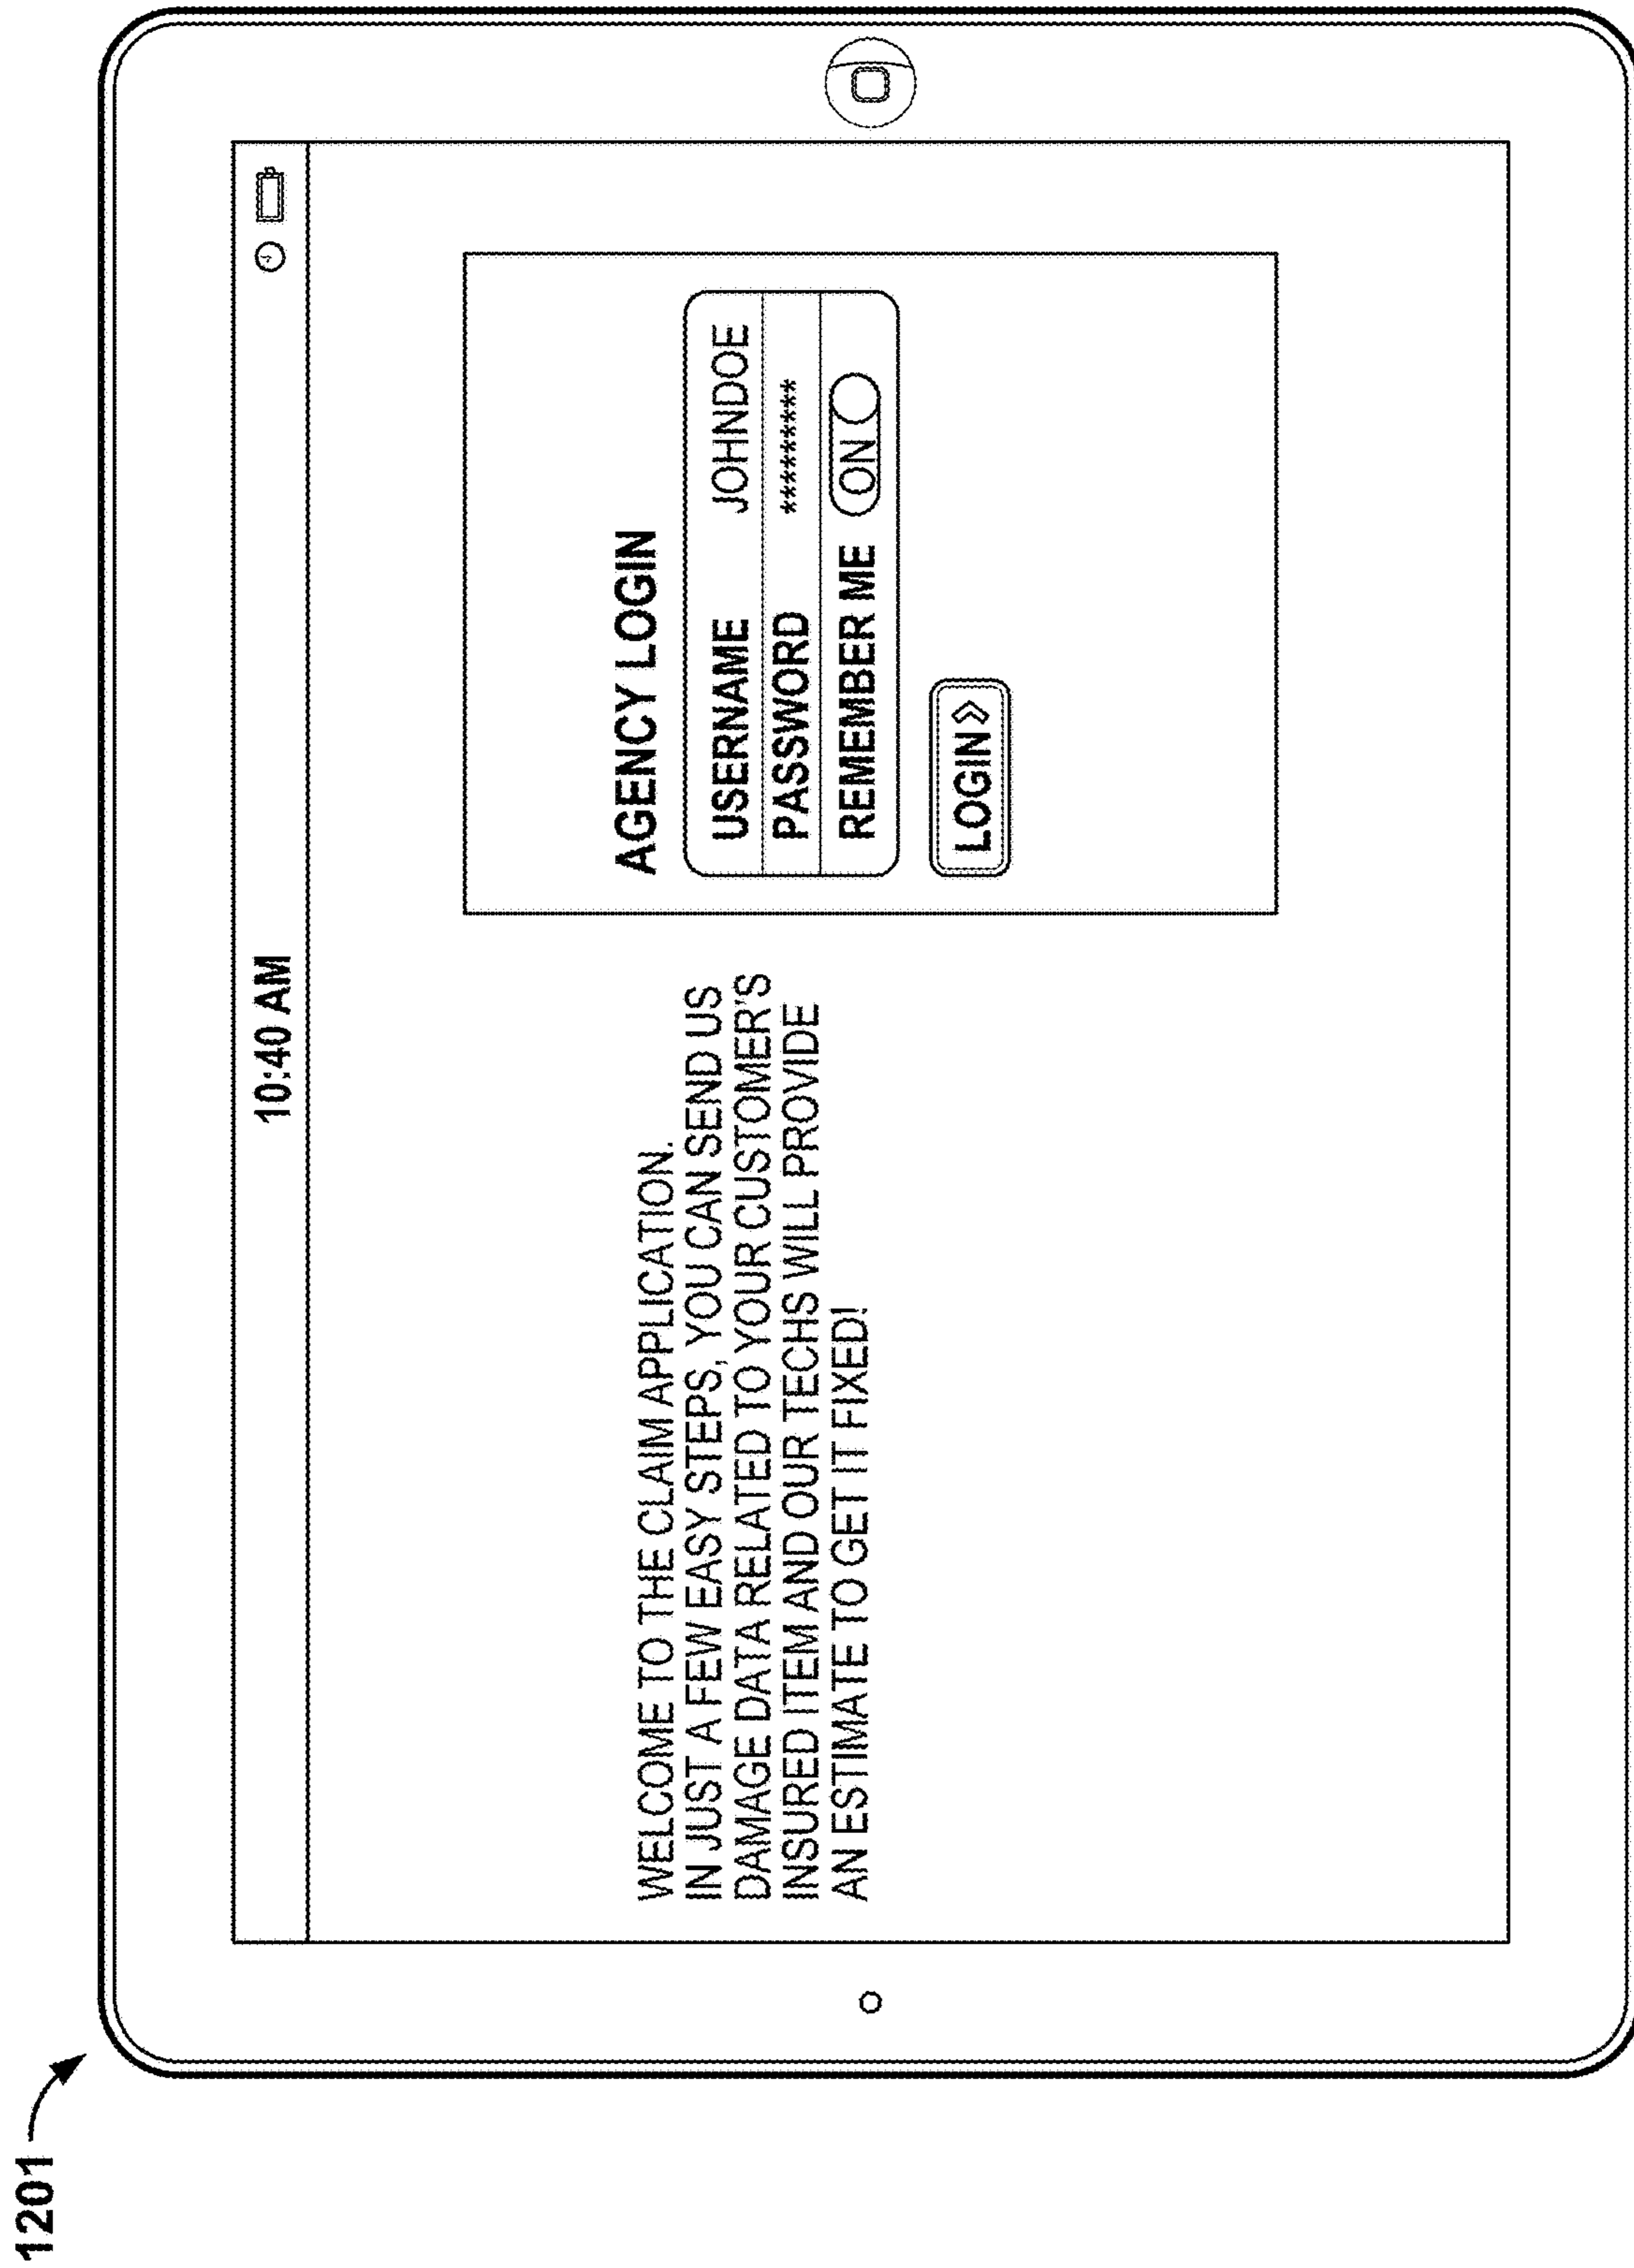 1201
10:40 AM
WELCOME TO THE CLAIM APPLICATION.
IN JUST A FEW EASY STEPS, YOU CAN SEND US
DAMAGE DATA RELATED TO YOUR CUSTOMER'S
INSURED ITEM AND OUR TECHS WILL PROVIDE
AN ESTIMATE TO GET IT FIXED!
AGENCY LOGIN
USERNAME JOHNDOE
PASSWORD ********
REMEMBER ME ON
LOGIN »